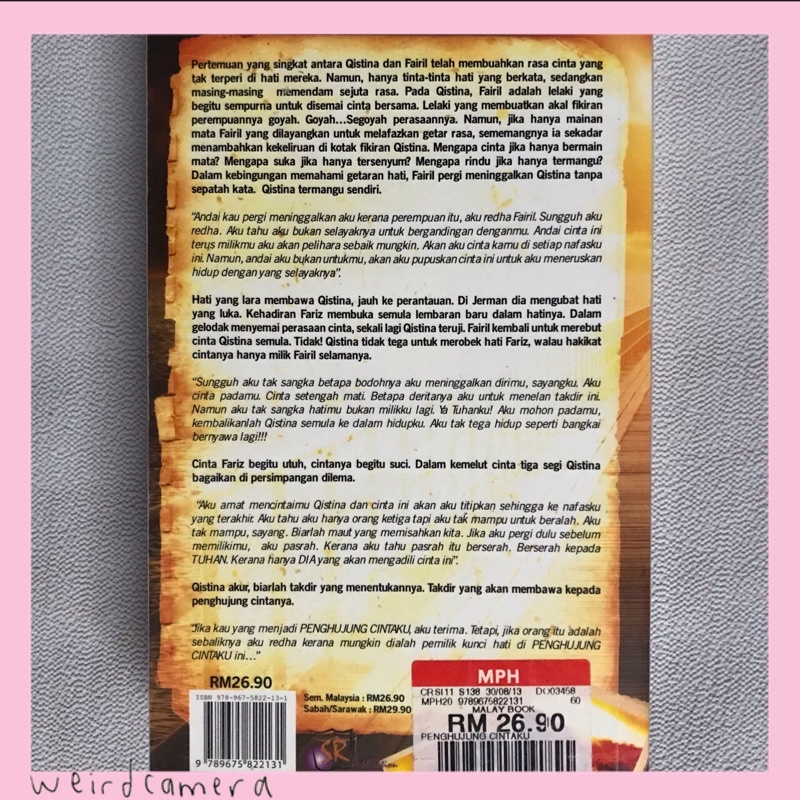 Pertemuan yang singkat antara Qistina dan Fairil telah membuahkan rasa cinta yang
tak terperi di hati mereka. Namun, hanya tinta-tinta hati yang berkata, sedangkan
masing-masing memendam sejuta rasa. Pada Qistina, Fairil adalah lelaki yang
begitu sempurna untuk disemai cinta bersama. Lelaki yang membuatkan akal fikiran
perempuannya goyah. Goyah...Segoyah perasaannya. Namun, jika hanya mainan
mata Fairil yang dilayangkan untuk melafazkan getar rasa, sememangnya ia sekadar
menambahkan kekeliruan di kotak fikiran Qistina. Mengapa cinta jika hanya bermain
mata? Mengapa suka jika hanya tersenyum? Mengapa rindu jika hanya termangu?
Dalam kebingungan memahami getaran hati, Fairil pergi meninggalkan Qistina tanpa
sepatah kata. Qistina termangu sendiri.
"Andai kau pergi meninggalkan aku kerana perempuan itu, aku redha Fairil. Sungguh aku
redha. Aku tahu aku bukan selayaknya untuk bergandingan denganmu. Andai cinta ini
terus milikmu aku akan pelihara sebaik mungkin. Akan aku cinta kamu di setiap nafasku
ini. Namun, andai aku bukan untukmu, akan aku pupuskan cinta ini untuk aku meneruskan
hidup dengan yang selayaknya".
Hati yang lara membawa Qistina, jauh ke perantauan. Di Jerman dia mengubat hati
yang luka. Kehadiran Fariz membuka semula lembaran baru dalam hatinya. Dalam
gelodak menyemai perasaan cinta, sekali lagi Qistina teruji. Fairil kembali untuk merebut
cinta Qistina semula. Tidak! Qistina tidak tega untuk merobek hati Fariz, walau hakikat
cintanya hanya milik Fairil selamanya.
"Sungguh aku tak sangka betapa bodohnya aku meninggalkan dirimu, sayangku. Aku
cinta padamu. Cinta setengah mati. Betapa deritanya aku untuk menelan takdir ini.
Namun aku tak sangka hatimu bukan milikku lagi. Ya Tuhanku! Aku mohon padamu,
kembalikanlah Qistina semula ke dalam hidupku. Aku tak tega hidup seperti bangkai
bernyawa lagi!!!
Cinta Fariz begitu utuh, cintanya begitu suci. Dalam kemelut cinta tiga segi Qistina
bagaikan di persimpangan dilema.
"Aku amat mencintaimu Qistina dan cinta ini akan aku titipkan sehingga ke nafasku
yang terakhir. Aku tahu aku hanya orang ketiga tapi aku tak mampu untuk beralah. Aku
tak mampu, sayang. Biarlah maut yang memisahkan kita. Jika aku pergi dulu sebelum
memilikimu, aku pasrah. Kerana aku tahu pasrah itu berserah. Berserah kepada
TUHAN. Kerana hanya DIA yang akan mengadili cinta ini".
Qistina akur, biarlah takdir yang menentukannya. Takdir yang akan membawa kepada
penghujung cintanya.
"Jika kau yang menjadi PENGHUJUNG CINTAKU, aku terima. Tetapi, jika orang itu adalah
sebaliknya aku redha kerana mungkin dialah pemilik kunci hati di PENGHUJUNG
CINTAKU ini..."
RM26.90
ISBN 978-967-5822-13-1
9 789675 822131
Sem. Malaysia : RM26.90
Sabah/Sarawak : RM29.90
SR
MPH
CRSI11 S138 30/08/13 DO03458
MPH20 9789675822131 60
MALAY BOOK
RM 26.90
PENGHUJUNG CINTAKU
weirdcamera